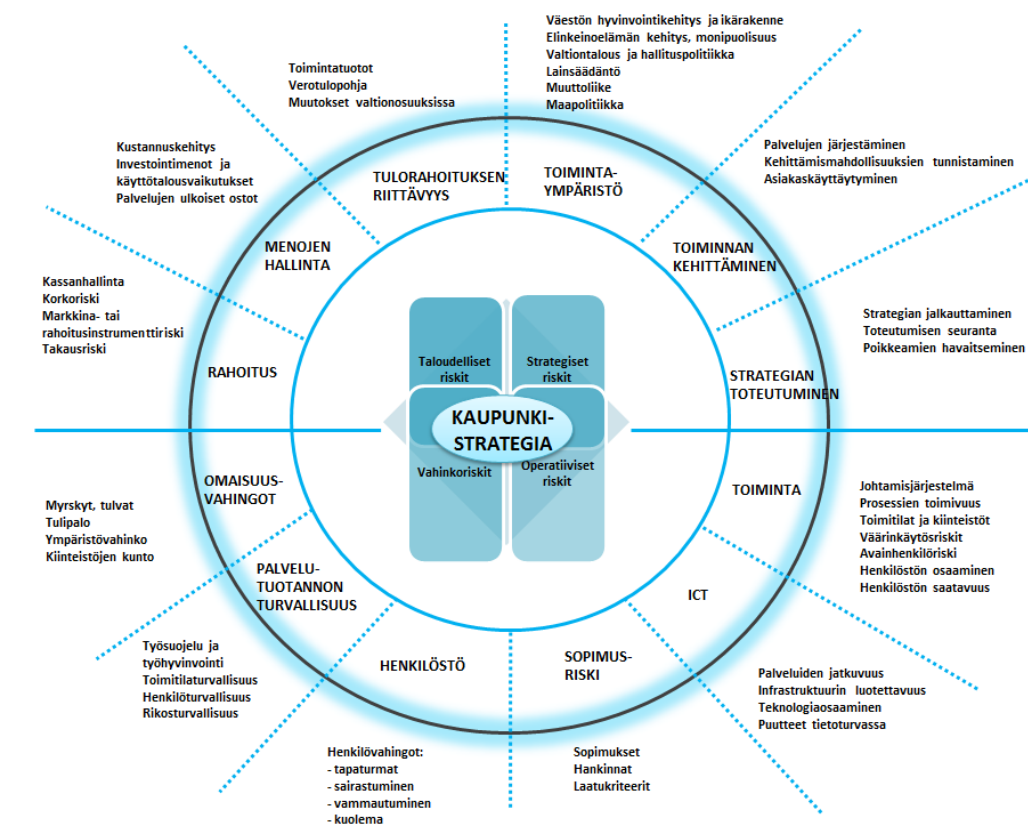 Väestön hyvinvointikehitys ja ikärakenne
Elinkeinoelämän kehitys, monipuolisuus
Valtiontalous ja hallituspolitiikka
Lainsäädäntö
Muuttoliike
Maapolitiikka
Toimintatuotot
Verotulopohja
Muutokset valtionosuuksissa
Kustannuskehitys
Investointimenot ja
käyttötalousvaikutukset
Palvelujen ulkoiset ostot
Palvelujen järjestäminen
Kehittämismahdollisuuksien tunnistaminen
Asiakaskäyttäytyminen
TULORAHOITUKSEN
RIITTÄVYYS
TOIMINTA-
YMPÄRISTÖ
MENOJEN
HALLINTA
TOIMINNAN
KEHITTÄMINEN
Kassanhallinta
Korkoriski
Markkina- tai
rahoitusinstrumenttiriski
Takausriski
Strategian jalkauttaminen
Toteutumisen seuranta
Poikkeamien havaitseminen
RAHOITUS
STRATEGIAN
TOTEUTUMINEN
Taloudelliset
riskit
Strategiset
riskit
KAUPUNKI-
STRATEGIA
Vahinkoriskit
Operatiiviset
riskit
OMAISUUS-
VAHINGOT
TOIMINTA
Myrskyt, tulvat
Tulipalo
Ympäristövahinko
Kiinteistöjen kunto
Johtamisjärjestelmä
Prosessien toimivuus
Toimitilat ja kiinteistöt
Väärinkäytösriskit
Avainhenkilöriski
Henkilöstön osaaminen
Henkilöstön saatavuus
PALVELU-
TUOTANNON
TURVALLISUUS
ICT
HENKILÖSTÖ
SOPIMUS-
RISKI
Työsuojelu ja
työhyvinvointi
Toimitilaturvallisuus
Henkilöturvallisuus
Rikosturvallisuus
Palveluiden jatkuvuus
Infrastruktuurin luotettavuus
Teknologiaosaaminen
Puutteet tietoturvassa
Henkilövahingot:
- tapaturmat
- sairastuminen
- vammautuminen
- kuolema
Sopimukset
Hankinnat
Laatukriteerit